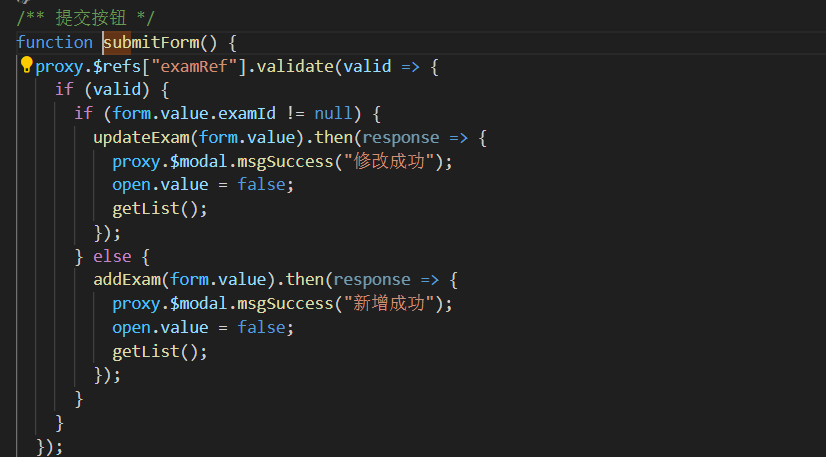 /** 提交按钮 */
function submitForm() {
  proxy.$refs["examRef"].validate(valid => {
    if (valid) {
      if (form.value.examId != null) {
        updateExam(form.value).then(response => {
          proxy.$modal.msgSuccess("修改成功");
          open.value = false;
          getList();
        });
      } else {
        addExam(form.value).then(response => {
          proxy.$modal.msgSuccess("新增成功");
          open.value = false;
          getList();
        });
      }
    }
  });